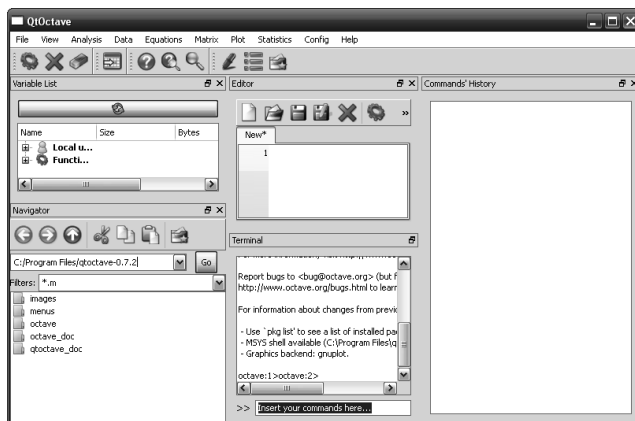 QtOctave
File View Analysis Data Equations Matrix Plot Statistics Config Help
Variable List
Name Size Bytes
Local u...
Functi...
Navigator
C:/Program Files/qtoctave-0.7.2
Go
Filters: *.m
images
menus
octave
octave_doc
qtoctave_doc
Editor
»
New*
1
Terminal
Report bugs to <bug@octave.org> (but f
http://www.octave.org/bugs.html to learr
For information about changes from previc
- Use `pkg list' to see a list of installed pa
- MSYS shell available (C:\Program Files\q
- Graphics backend: gnuplot.
octave:1>octave:2>
>> Insert your commands here...
Commands' History